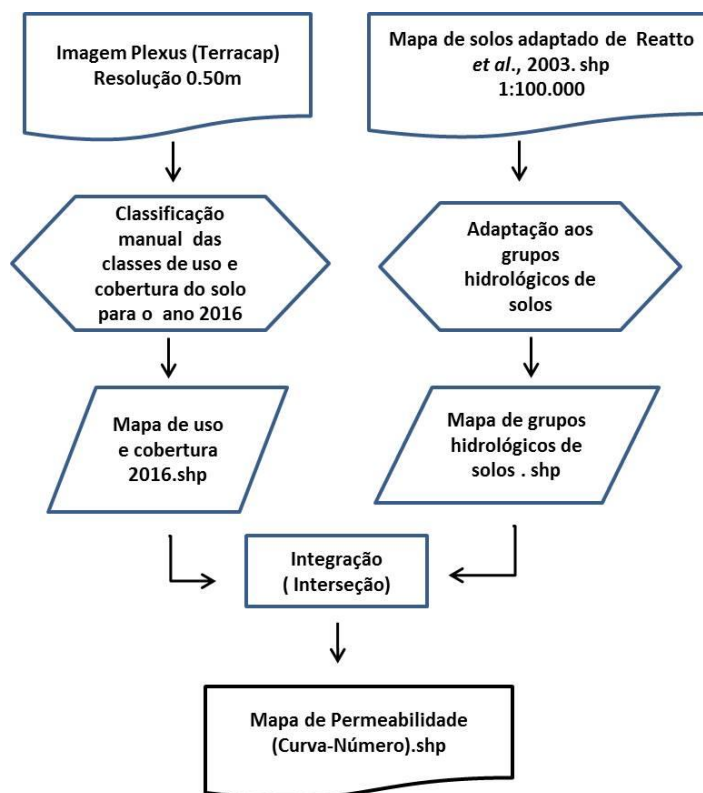 Imagem Plexus (Terracap)
Resolução 0.50m
Mapa de solos adaptado de Reatto
et al., 2003. shp
1:100.000
Classificação
manual das
classes de uso e
cobertura do solo
para o ano 2016
Adaptação aos
grupos
hidrológicos de
solos
Mapa de uso
e cobertura
2016.shp
Mapa de grupos
hidrológicos de
solos . shp
Integração
( Interseção)
Mapa de Permeabilidade
(Curva-Número).shp